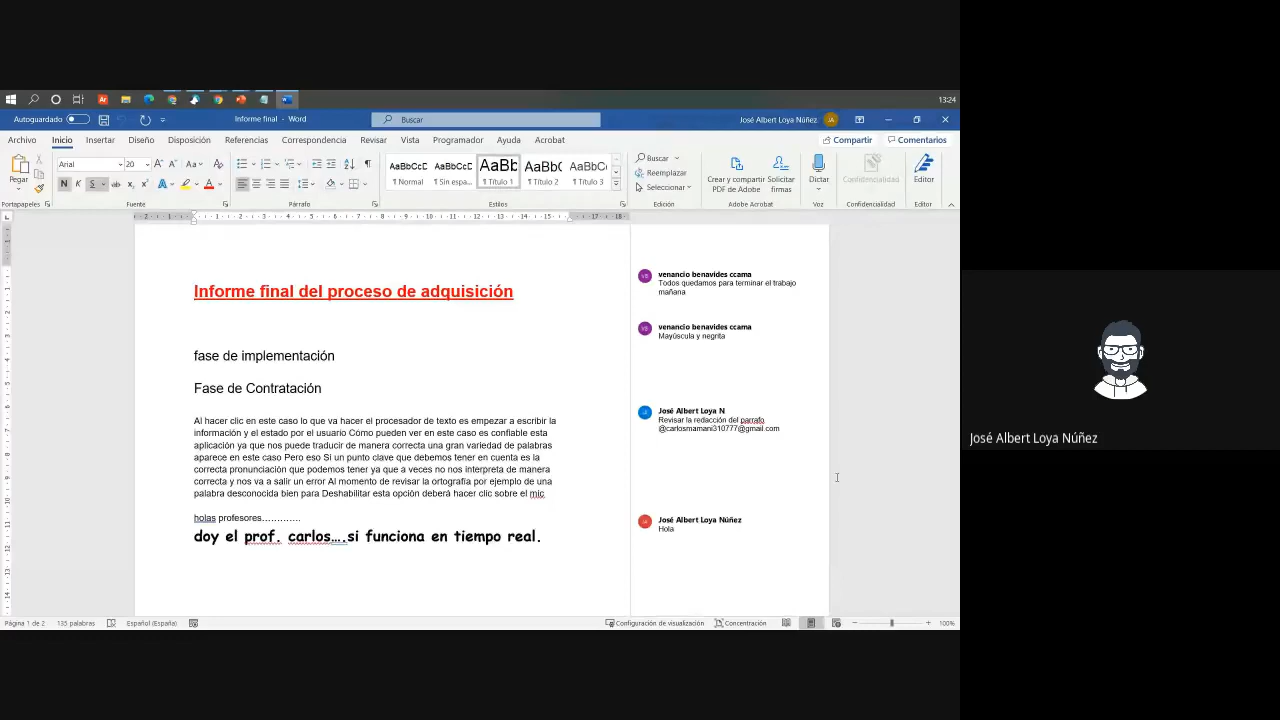 13:24
Autoguardado
Informe final - Word
Buscar
José Albert Loya Núñez
JA
Archivo Inicio Insertar Diseño Disposición Referencias Correspondencia Revisar Vista Programador Ayuda Acrobat
Compartir
Comentarios
Pegar
Portapapeles
Arial
20
Fuente
Párrafo
AaBbCcD AaBbCcD AaBb AaBb( AaBbC
¶ Normal ¶ Sin espa... ¶ Título 1 ¶ Título 2 ¶ Título 3
Estilos
Buscar
Reemplazar
Seleccionar
Edición
Crear y compartir
PDF de Adobe
Solicitar
firmas
Adobe Acrobat
Dictar
Voz
Confidencialidad
Confidencialidad
Editor
Editor
Informe final del proceso de adquisición
fase de implementación
Fase de Contratación
Al hacer clic en este caso lo que va hacer el procesador de texto es empezar a escribir la
información y el estado por el usuario Cómo pueden ver en este caso es confiable esta
aplicación ya que nos puede traducir de manera correcta una gran variedad de palabras
aparece en este caso Pero eso Si un punto clave que debemos tener en cuenta es la
correcta pronunciación que podemos tener ya que a veces no nos interpreta de manera
correcta y nos va a salir un error Al momento de revisar la ortografía por ejemplo de una
palabra desconocida bien para Deshabilitar esta opción deberá hacer clic sobre el mic
holas profesores………….
doy el prof. carlos….si funciona en tiempo real.
venancio benavides ccama
Todos quedamos para terminar el trabajo
mañana
venancio benavides ccama
Mayúscula y negrita
José Albert Loya N
Revisar la redacción del parrafo
@carlosmamani310777@gmail.com
José Albert Loya Núñez
Hola
Página 1 de 2
135 palabras
Español (España)
Configuración de visualización
Concentración
100%
José Albert Loya Núñez